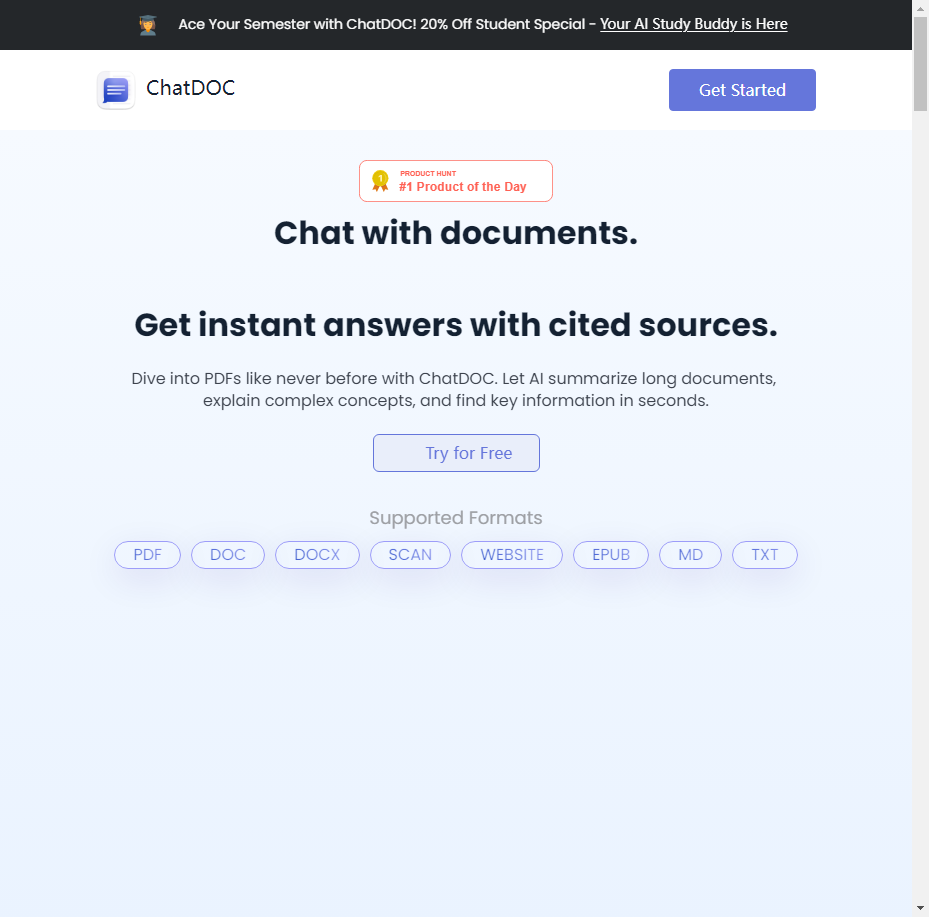 Ace Your Semester with ChatDOC! 20% Off Student Special - Your AI Study Buddy is Here
ChatDOC
Get Started
1
PRODUCT HUNT
#1 Product of the Day
Chat with documents.
Get instant answers with cited sources.
Dive into PDFs like never before with ChatDOC. Let AI summarize long documents,
explain complex concepts, and find key information in seconds.
Try for Free
Supported Formats
PDF DOC DOCX SCAN WEBSITE EPUB MD TXT